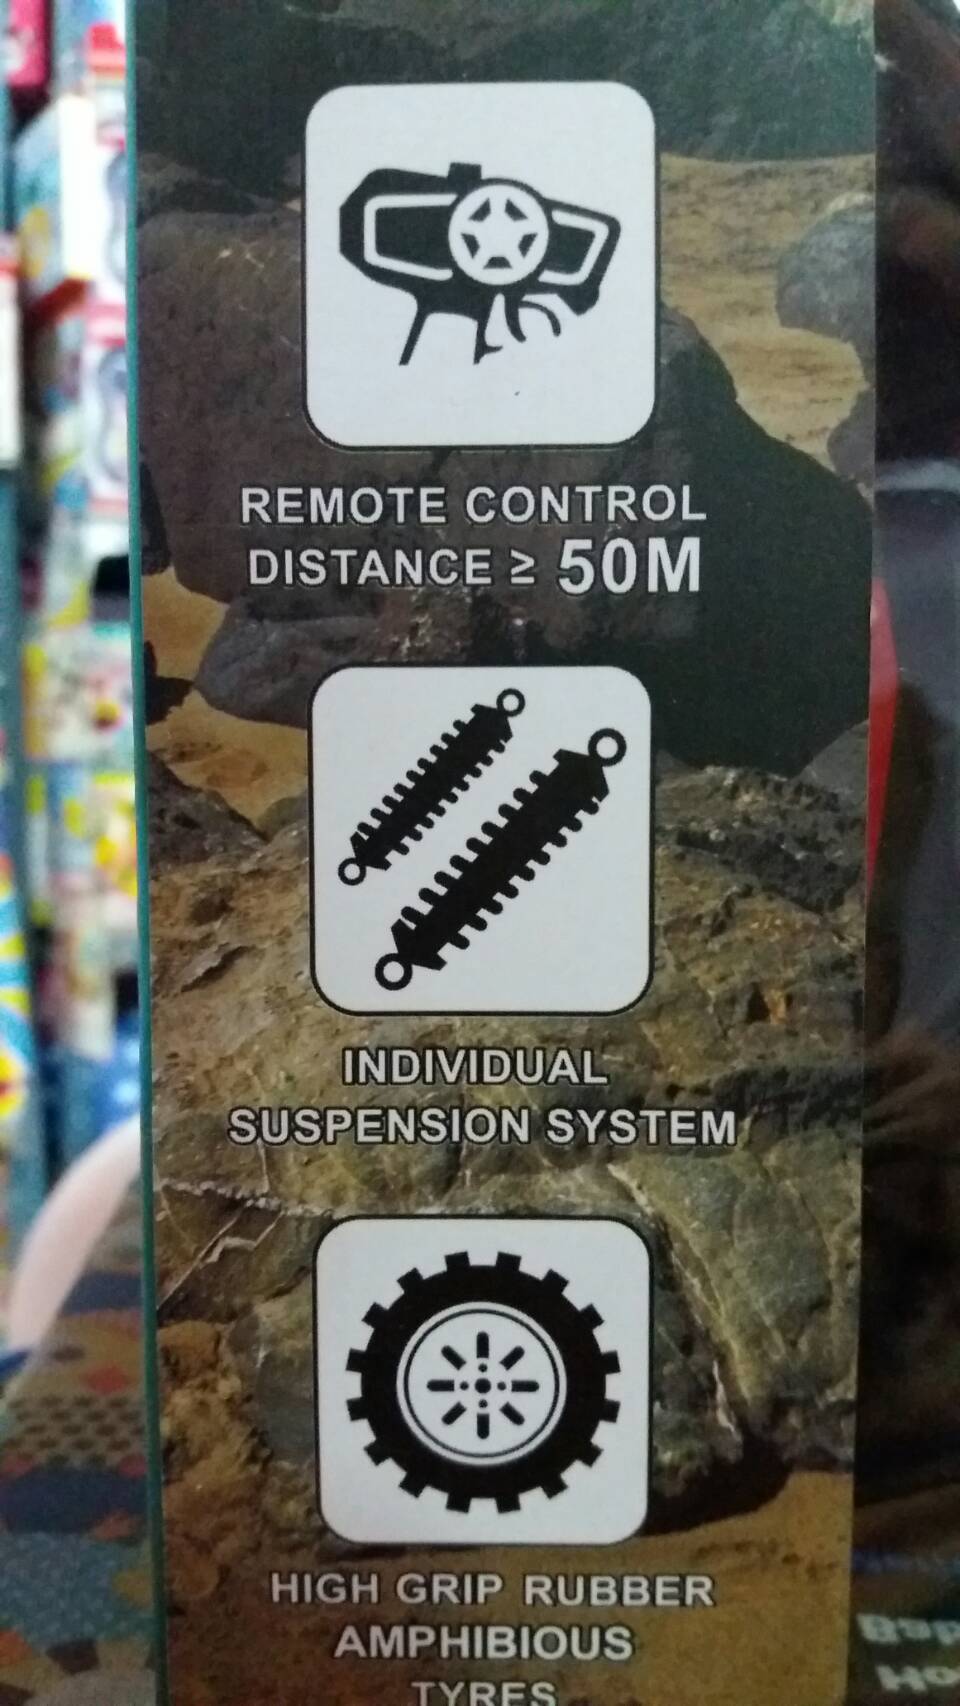 REMOTE CONTROL
DISTANCE ≥ 50M
INDIVIDUAL
SUSPENSION SYSTEM
HIGH GRIP RUBBER
AMPHIBIOUS
TYRES